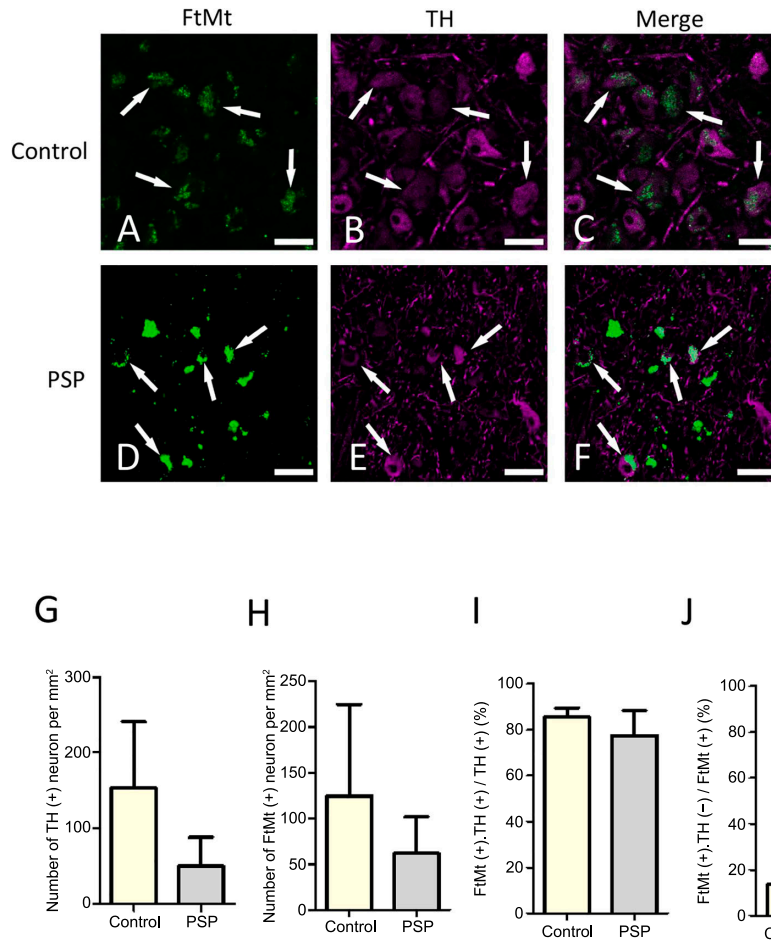 FtMt TH Merge
Control
A B C
PSP
D E F
G H I J
Number of TH (+) neuron per mm²
300
200
100
0
Control PSP
Number of FtMt (+) neuron per mm²
250
200
150
100
50
0
Control PSP
FtMt (+).TH (+) / TH (+) (%)
100
80
60
40
20
0
Control PSP
FtMt (+).TH (−) / FtMt (+) (%)
100
80
60
40
20
0
C